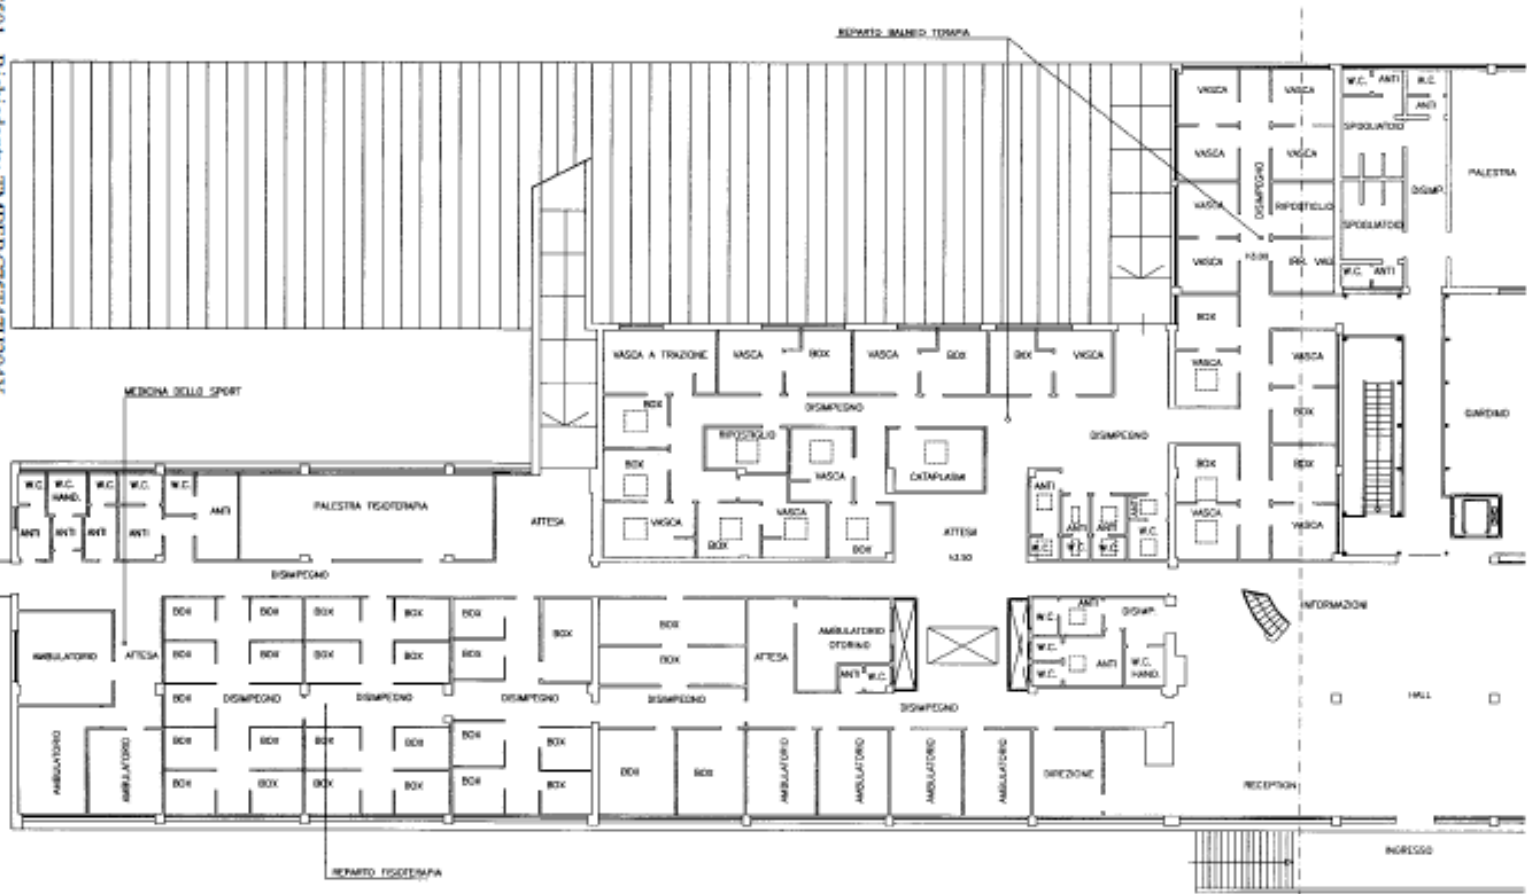 REPARTO BALNEO TERAPIA
VASCA
VASCA
W.C.
ANTI
W.C.
ANTI
SPOGLIATOIO
VASCA
VASCA
DISIMPEGNO
PALESTRA
DISIMP.
VASCA
RIPOSTIGLIO
SPOGLIATOIO
VASCA
W.C.
ANTI
BOX
VASCA A TRAZIONE
VASCA
BOX
VASCA
BOX
BOX
VASCA
VASCA
VASCA
MEDICINA DELLO SPORT
BOX
DISIMPEGNO
BOX
GIARDINO
RIPOSTIGLIO
DISIMPEGNO
BOX
VASCA
CATAPLASMI
BOX
BOX
W.C.
W.C.
HAND.
W.C.
W.C.
W.C.
ANTI
PALESTRA FISIOTERAPIA
ANTI
ATTESA
VASCA
VASCA
VASCA
VASCA
ANTI
ANTI
ANTI
ANTI
ANTI
ANTI
ANTI
BOX
BOX
ATTESA
W.C.
W.C.
W.C.
W.C.
DISIMPEGNO
BOX
BOX
BOX
BOX
BOX
BOX
BOX
ANTI
DISIMP.
W.C.
INFORMAZIONI
AMBULATORIO
ATTESA
BOX
BOX
BOX
BOX
BOX
BOX
ATTESA
AMBULATORIO
OTORINO
ANTI
W.C.
W.C.
W.C.
ANTI
W.C.
HAND.
BOX
DISIMPEGNO
DISIMPEGNO
DISIMPEGNO
DISIMPEGNO
DISIMPEGNO
HALL
AMBULATORIO
AMBULATORIO
BOX
BOX
BOX
BOX
BOX
BOX
BOX
BOX
BOX
BOX
BOX
BOX
BOX
BOX
AMBULATORIO
AMBULATORIO
AMBULATORIO
AMBULATORIO
DIREZIONE
RECEPTION
INGRESSO
REPARTO FISIOTERAPIA